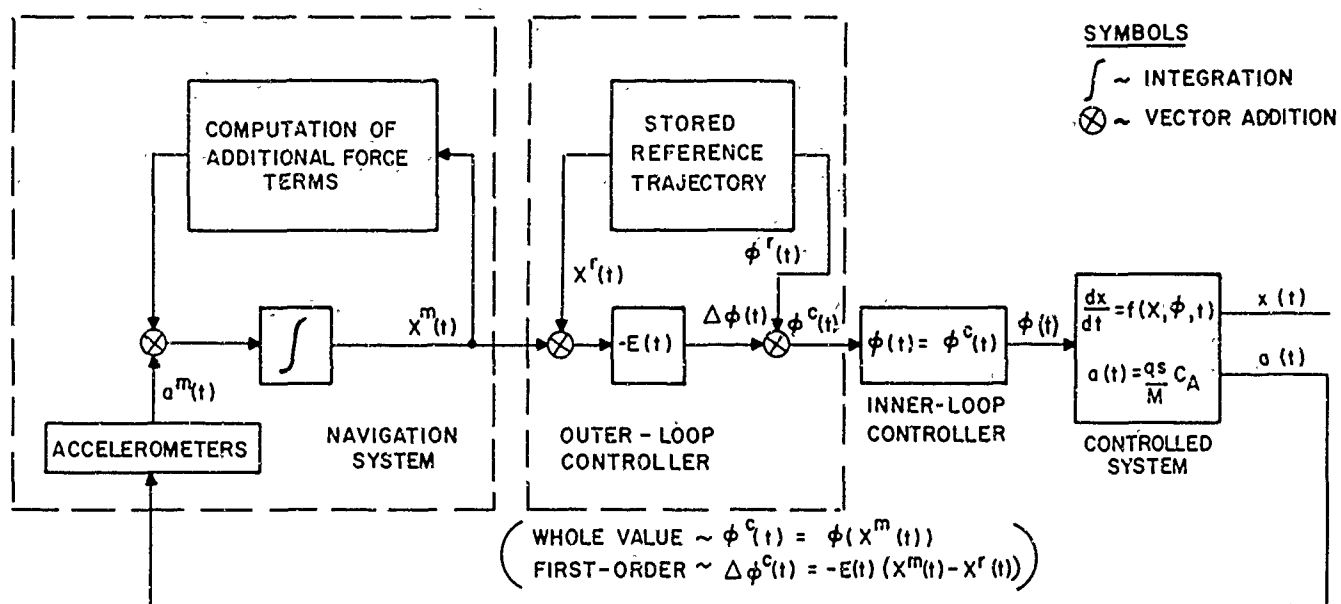 SYMBOLS
∫ ~ INTEGRATION
⊗ ~ VECTOR ADDITION
COMPUTATION OF
ADDITIONAL FORCE
TERMS
STORED
REFERENCE
TRAJECTORY
X^r(t)
ϕ^r(t)
∫
X^m(t)
-E(t)
Δϕ(t)
ϕ^c(t)
ϕ(t) = ϕ^c(t)
ϕ(t)
dx/dt = f(X, ϕ, t)
a(t) = qs/M C_A
x(t)
a(t)
a^m(t)
ACCELEROMETERS
NAVIGATION
SYSTEM
OUTER-LOOP
CONTROLLER
INNER-LOOP
CONTROLLER
CONTROLLED
SYSTEM
WHOLE VALUE ~ ϕ^c(t) = ϕ(X^m(t))
FIRST-ORDER ~ Δϕ^c(t) = -E(t)(X^m(t)-X^r(t))